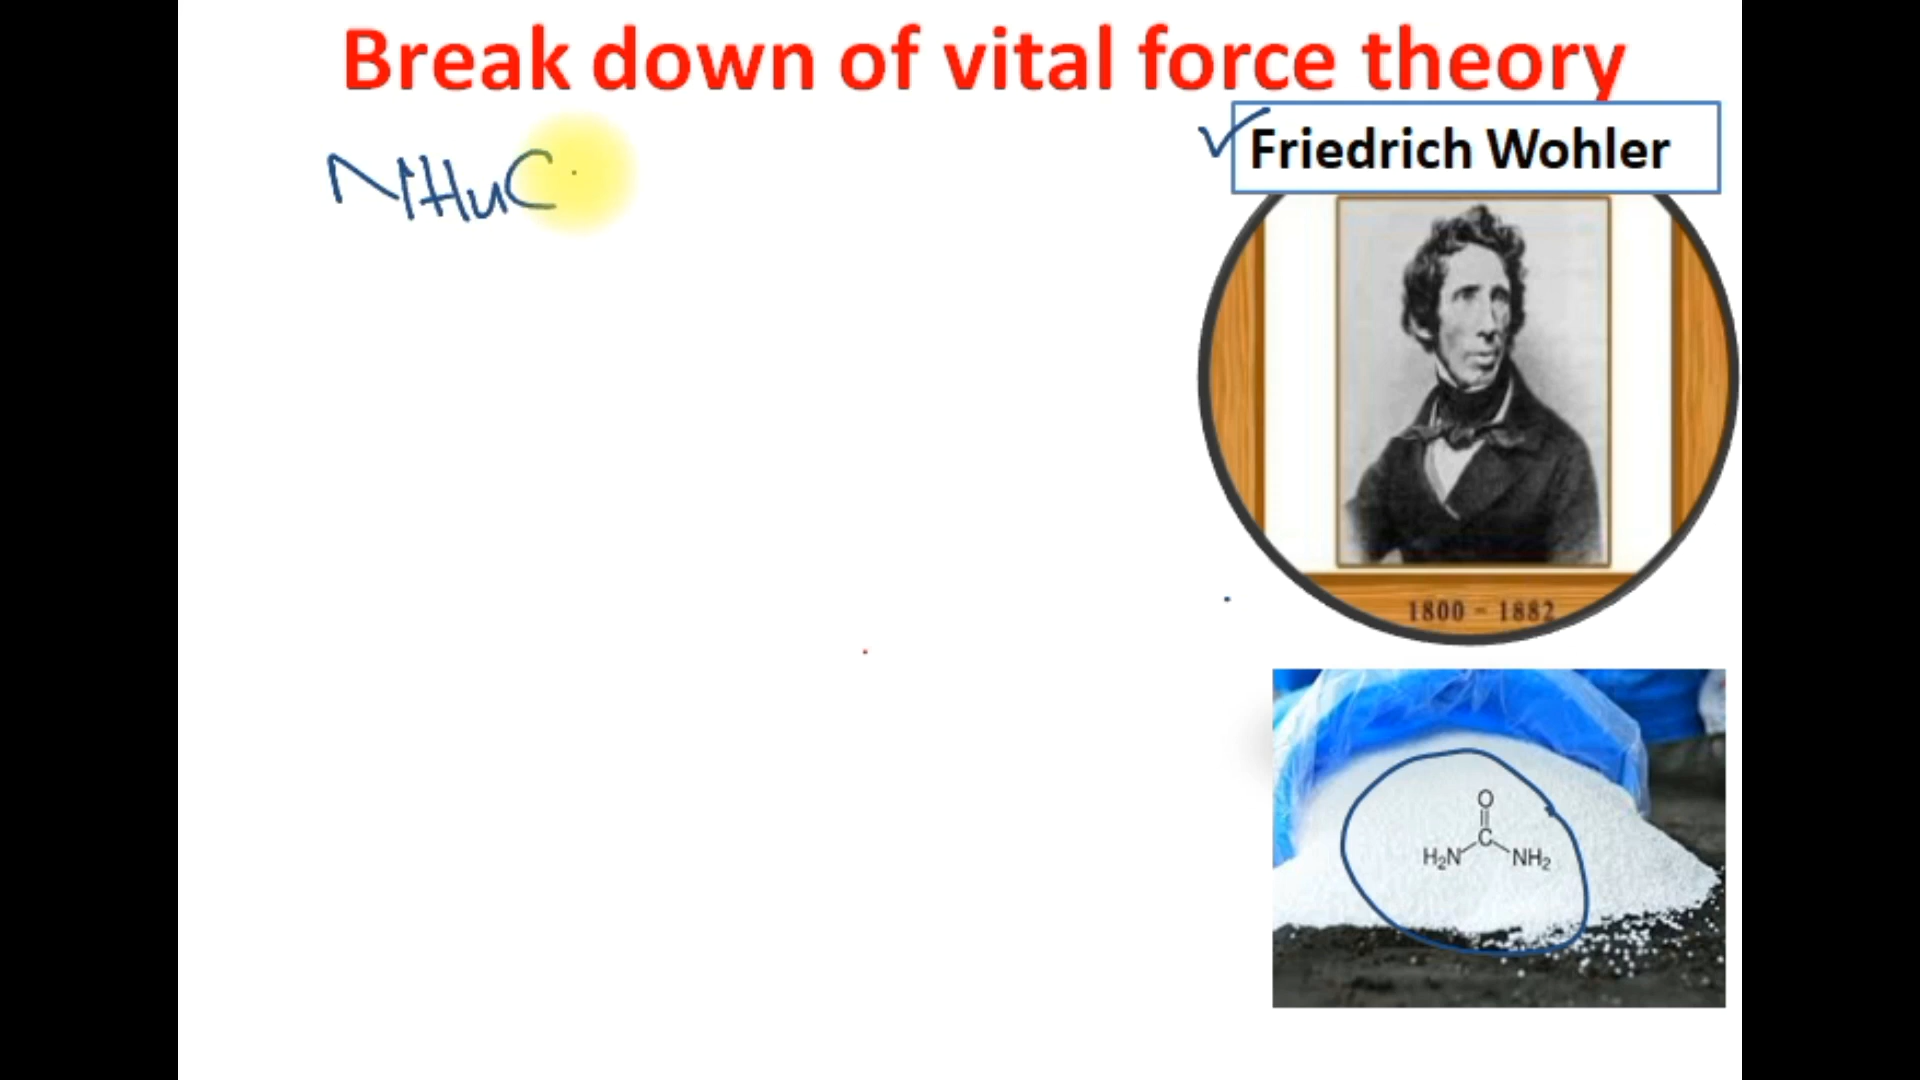 Break down of vital force theory
Friedrich Wohler
NH4C
1800 - 1882
O
C
H2N NH2